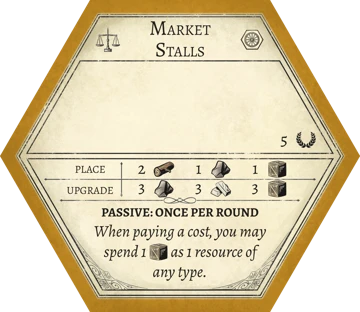 Market
Stalls
5
PLACE 2 1 1
UPGRADE 3 3 3
PASSIVE: ONCE PER ROUND
When paying a cost, you may
spend 1 as 1 resource of
any type.